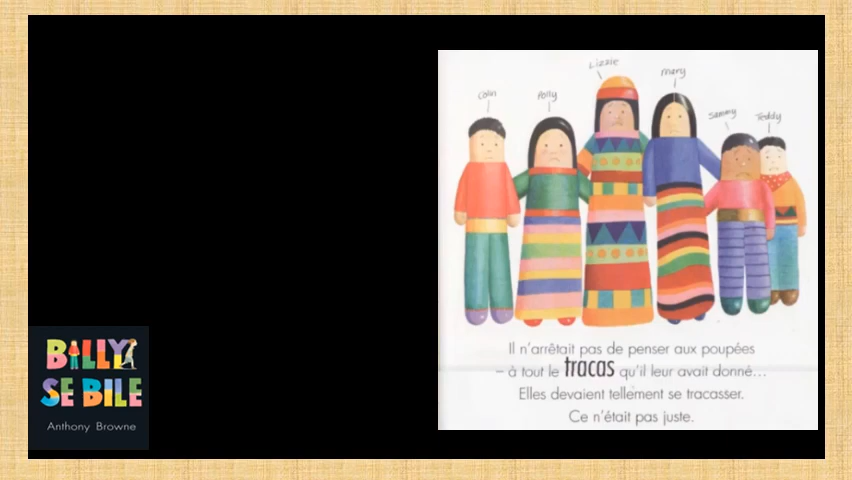 Lizzie
Mary
Colin
Polly
Sammy
Teddy
Il n'arrêtait pas de penser aux poupées
– à tout le tracas qu'il leur avait donné...
Elles devaient tellement se tracasser.
Ce n'était pas juste.
BILLY
SE BILE
Anthony Browne